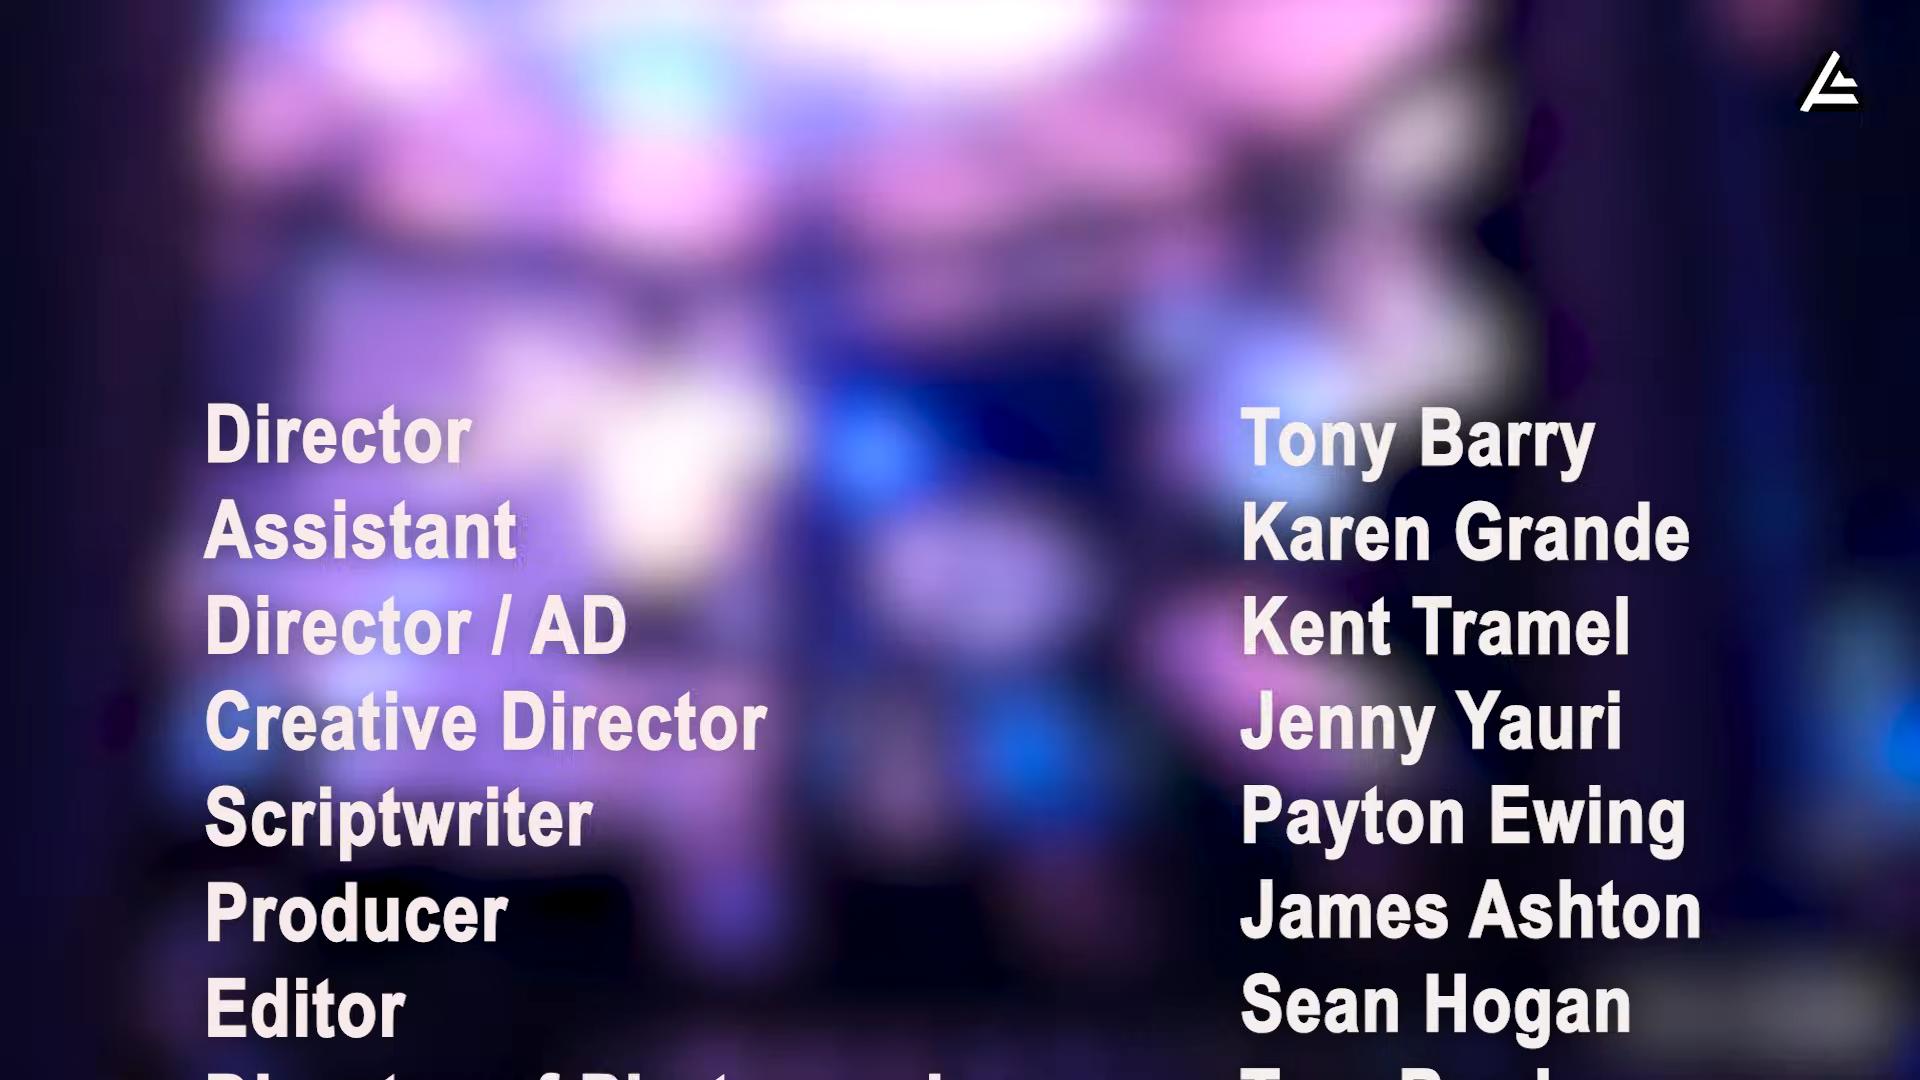 Director Tony Barry
Assistant Karen Grande
Director / AD Kent Tramel
Creative Director Jenny Yauri
Scriptwriter Payton Ewing
Producer James Ashton
Editor Sean Hogan